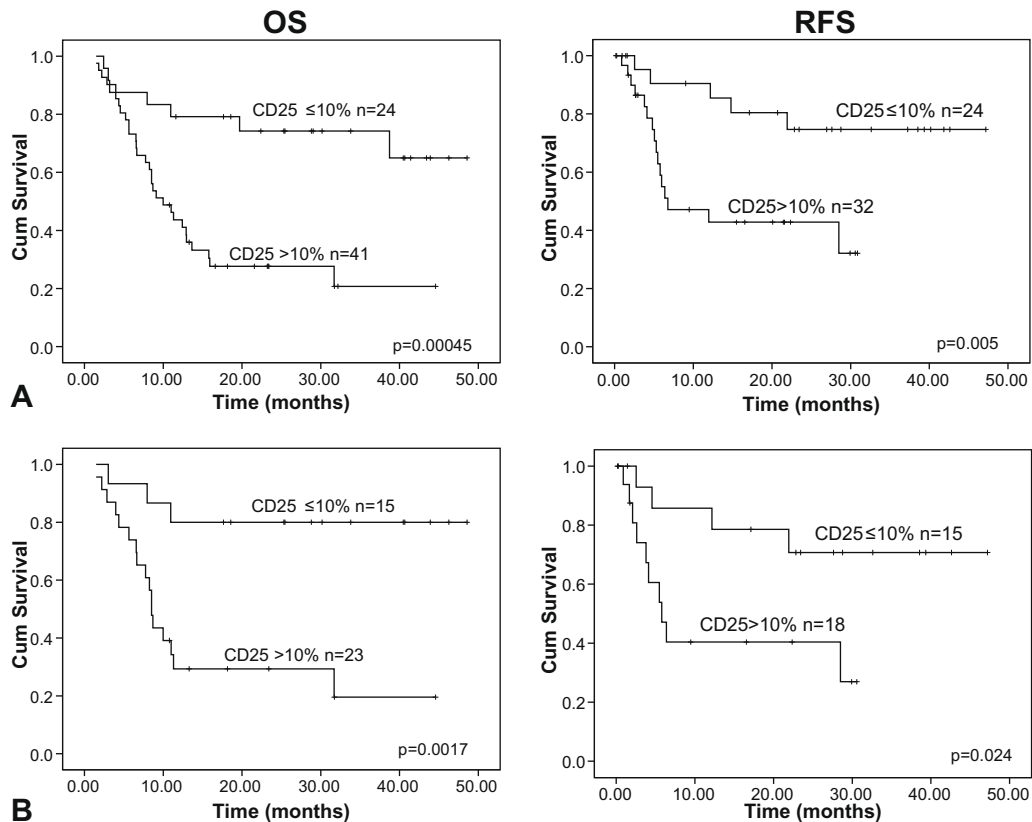 OS
RFS
1.0
0.8
0.6
0.4
0.2
0.0
Cum Survival
CD25 ≤10% n=24
CD25 >10% n=41
p=0.00045
0.00 10.00 20.00 30.00 40.00 50.00
Time (months)
A
1.0
0.8
0.6
0.4
0.2
0.0
Cum Survival
CD25≤10% n=24
CD25>10% n=32
p=0.005
0.00 10.00 20.00 30.00 40.00 50.00
Time (months)
1.0
0.8
0.6
0.4
0.2
0.0
Cum Survival
CD25 ≤10% n=15
CD25 >10% n=23
p=0.0017
0.00 10.00 20.00 30.00 40.00 50.00
Time (months)
B
1.0
0.8
0.6
0.4
0.2
0.0
Cum Survival
CD25≤10% n=15
CD25>10% n=18
p=0.024
0.00 10.00 20.00 30.00 40.00 50.00
Time (months)